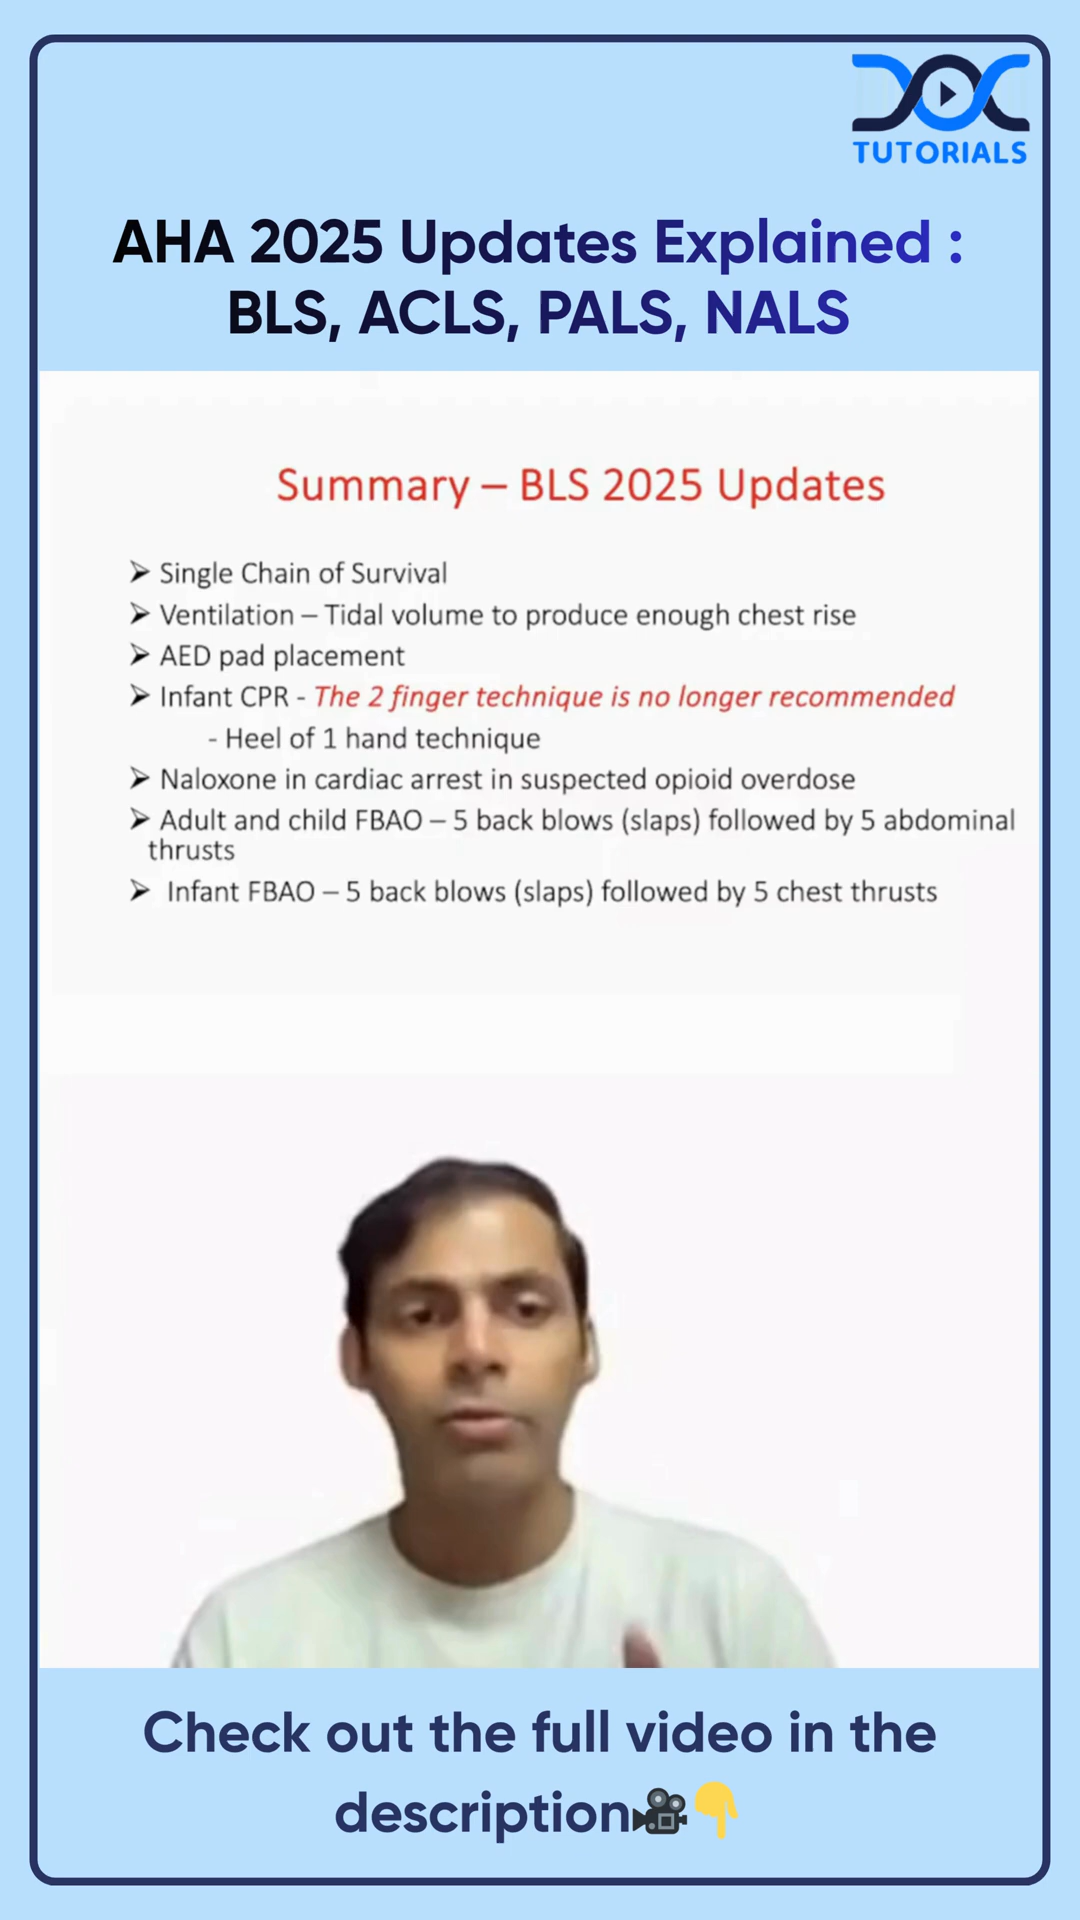 DOC
TUTORIALS
AHA 2025 Updates Explained :
BLS, ACLS, PALS, NALS
Summary – BLS 2025 Updates
➢ Single Chain of Survival
➢ Ventilation – Tidal volume to produce enough chest rise
➢ AED pad placement
➢ Infant CPR - The 2 finger technique is no longer recommended
- Heel of 1 hand technique
➢ Naloxone in cardiac arrest in suspected opioid overdose
➢ Adult and child FBAO – 5 back blows (slaps) followed by 5 abdominal
thrusts
➢ Infant FBAO – 5 back blows (slaps) followed by 5 chest thrusts
Check out the full video in the
description🎥👇